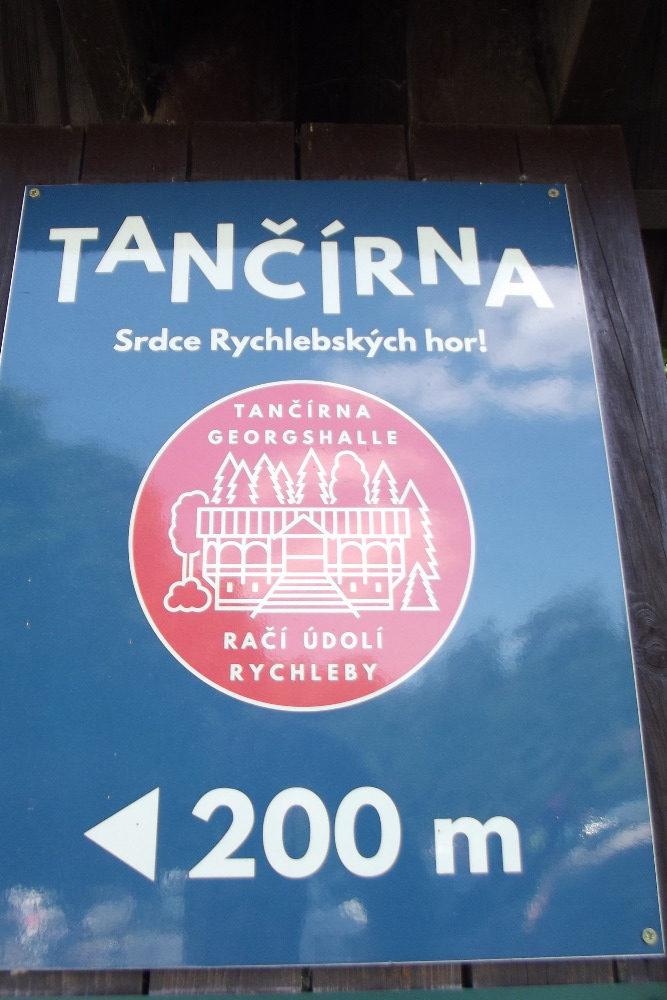 TANČÍRNA
Srdce Rychlebských hor!
TANČÍRNA
GEORGSHALLE
RAČÍ ÚDOLÍ
RYCHLEBY
200 m